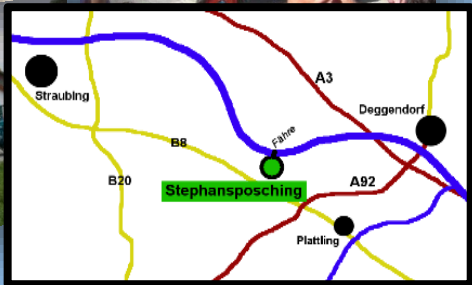 A3
Straubing
Deggendorf
Fähre
B8
B20
A92
Stephansposching
Plattling